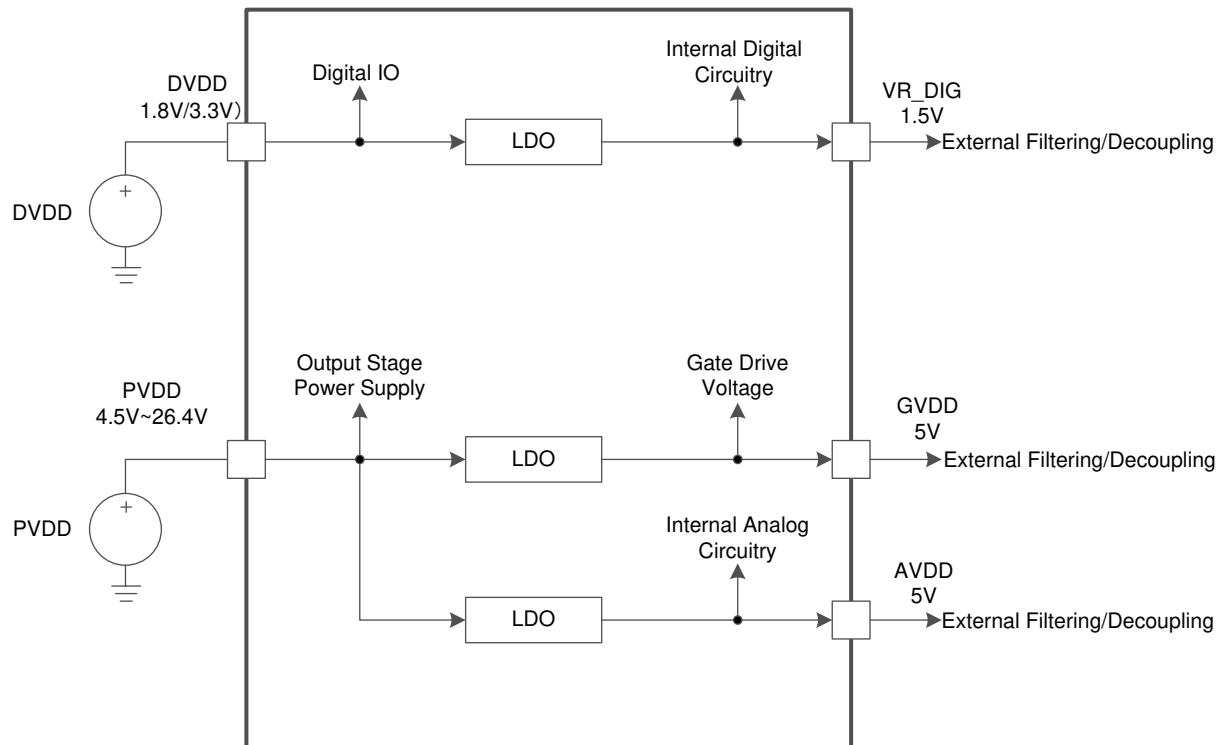 DVDD
1.8V/3.3V)
Digital IO
LDO
Internal Digital
Circuitry
VR_DIG
1.5V
External Filtering/Decoupling
+
DVDD
PVDD
4.5V~26.4V
Output Stage
Power Supply
LDO
Gate Drive
Voltage
GVDD
5V
External Filtering/Decoupling
+
PVDD
LDO
Internal Analog
Circuitry
AVDD
5V
External Filtering/Decoupling